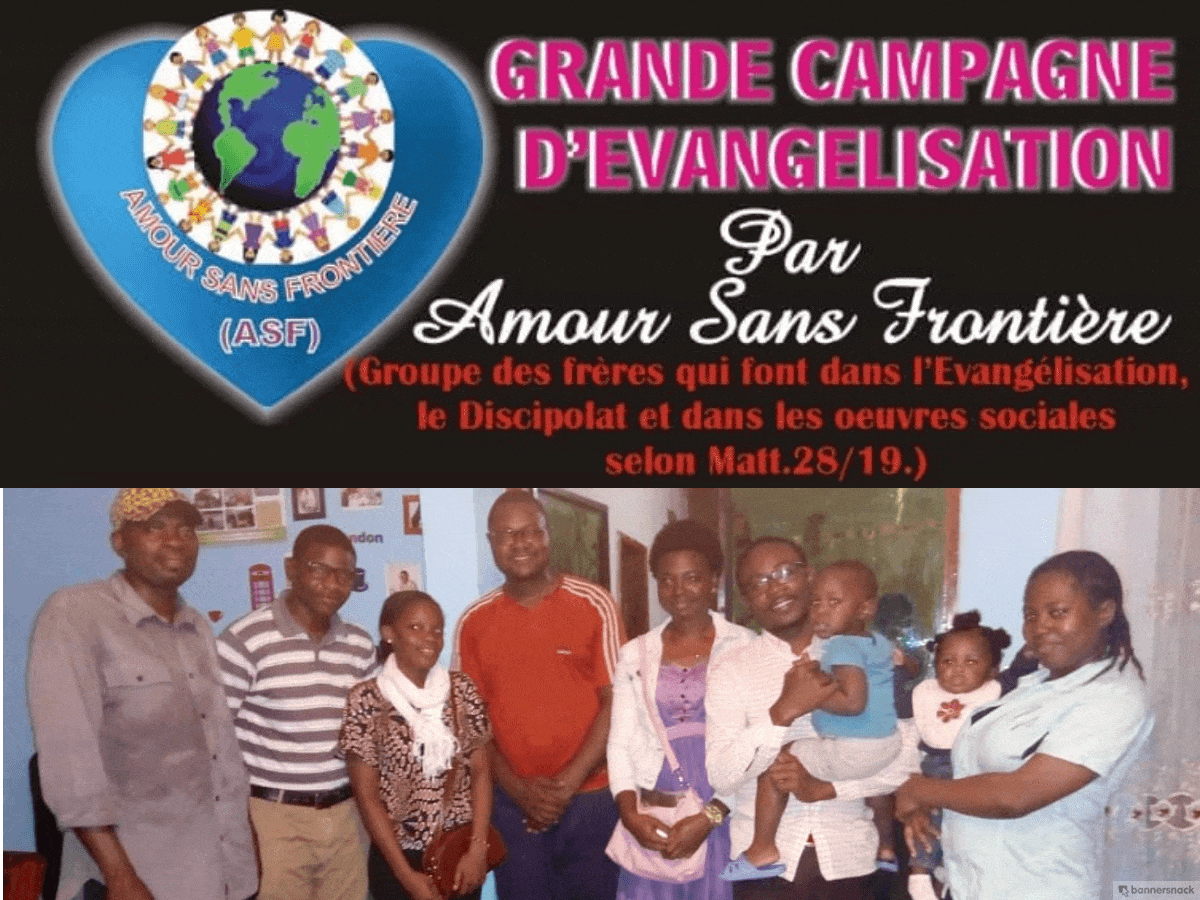 GRANDE CAMPAGNE
D'EVANGELISATION
Par
Amour Sans Frontière
(Groupe des frères qui font dans l'Evangélisation,
le Discipolat et dans les oeuvres sociales
selon Matt.28/19.)
AMOUR SANS FRONTIERE
(ASF)
ndon
bannersnack